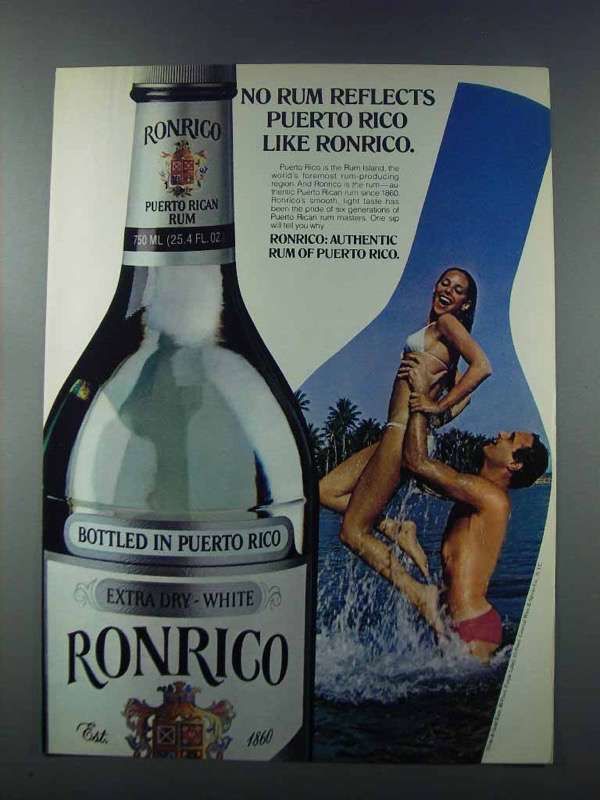 NO RUM REFLECTS
PUERTO RICO
LIKE RONRICO.
Puerto Rico is the Rum Island, the
world's foremost rum-producing
region. And Ronrico is the rum—au
thentic Puerto Rican rum since 1860.
Ronrico's smooth, light taste has
been the pride of six generations of
Puerto Rican rum masters. One sip
will tell you why.
RONRICO: AUTHENTIC
RUM OF PUERTO RICO.
RONRICO
PUERTO RICAN
RUM
750 ML (25.4 FL. OZ.
BOTTLED IN PUERTO RICO
EXTRA DRY - WHITE
RONRICO
Est. 1860